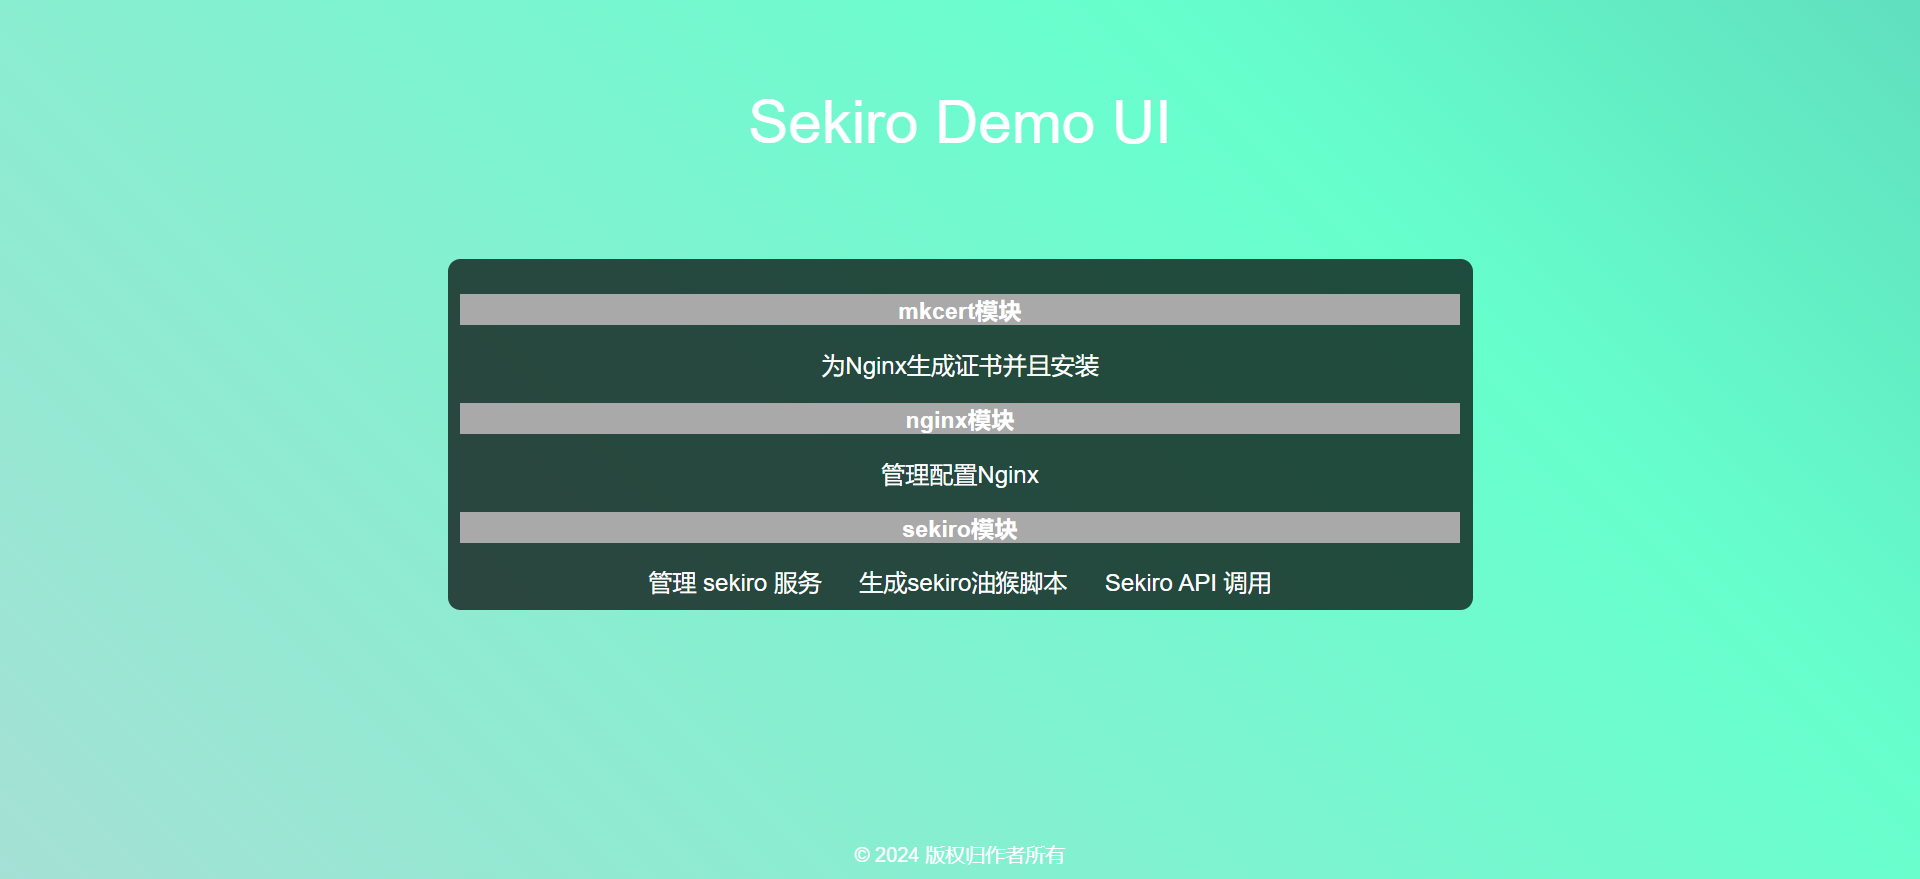 Sekiro Demo UI
mkcert模块
为Nginx生成证书并且安装
nginx模块
管理配置Nginx
sekiro模块
管理 sekiro 服务 生成sekiro油猴脚本 Sekiro API 调用
© 2024 版权归作者所有